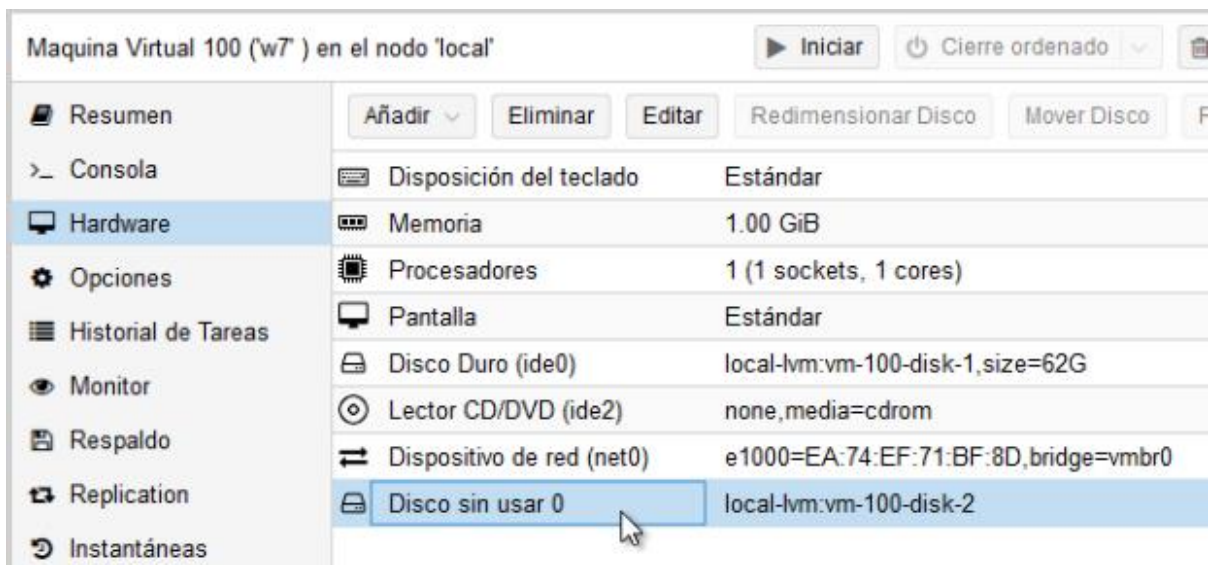 Maquina Virtual 100 ('w7' ) en el nodo 'local'
Iniciar
Cierre ordenado
Resumen
Consola
Hardware
Opciones
Historial de Tareas
Monitor
Respaldo
Replication
Instantáneas
Añadir
Eliminar
Editar
Redimensionar Disco
Mover Disco
Disposición del teclado Estándar
Memoria 1.00 GiB
Procesadores 1 (1 sockets, 1 cores)
Pantalla Estándar
Disco Duro (ide0) local-lvm:vm-100-disk-1,size=62G
Lector CD/DVD (ide2) none,media=cdrom
Dispositivo de red (net0) e1000=EA:74:EF:71:BF:8D,bridge=vmbr0
Disco sin usar 0 local-lvm:vm-100-disk-2